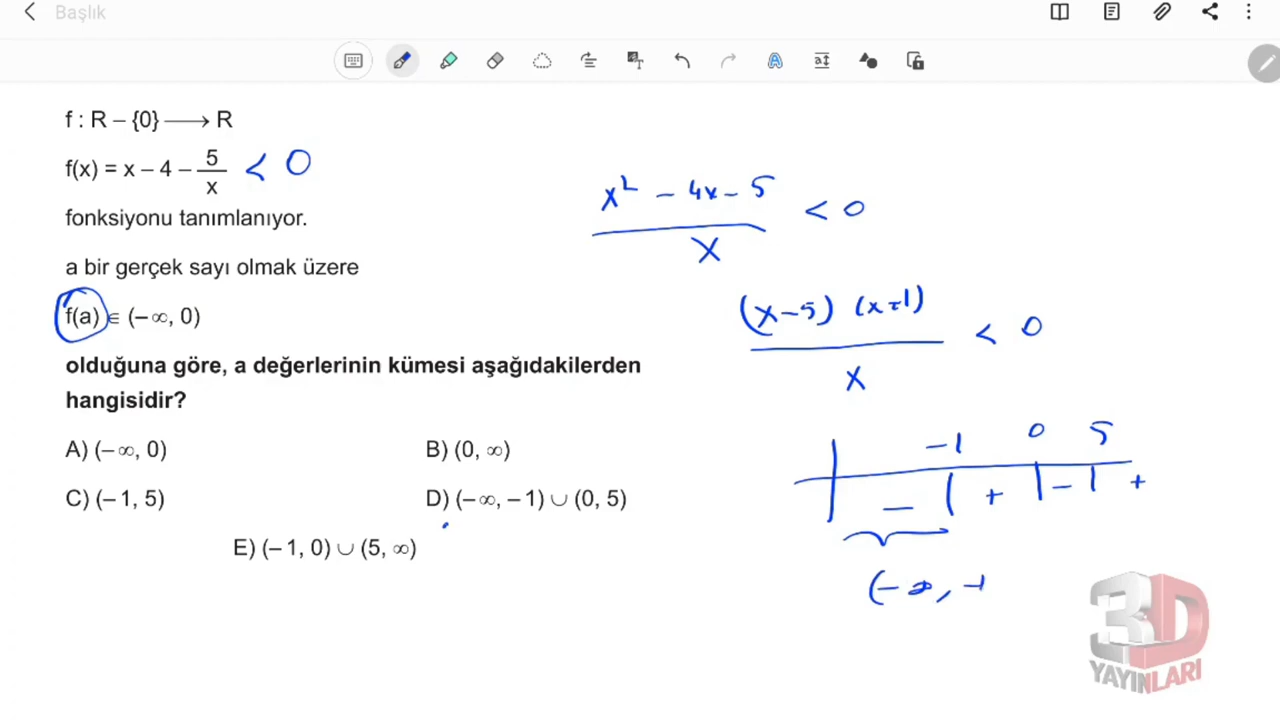 Başlık
f : R – {0} ⟶ R
f(x) = x – 4 – 5/x < 0
fonksiyonu tanımlanıyor.
a bir gerçek sayı olmak üzere
f(a) ∈ (– ∞, 0)
olduğuna göre, a değerlerinin kümesi aşağıdakilerden
hangisidir?
A) (– ∞, 0)
B) (0, ∞)
C) (– 1, 5)
D) (– ∞, – 1) ∪ (0, 5)
E) (– 1, 0) ∪ (5, ∞)
x² – 4x – 5 / x < 0
(x – 5) (x+1) / x < 0
–1 0 5
– + – +
(– ∞, –1
3D
YAYINLARI